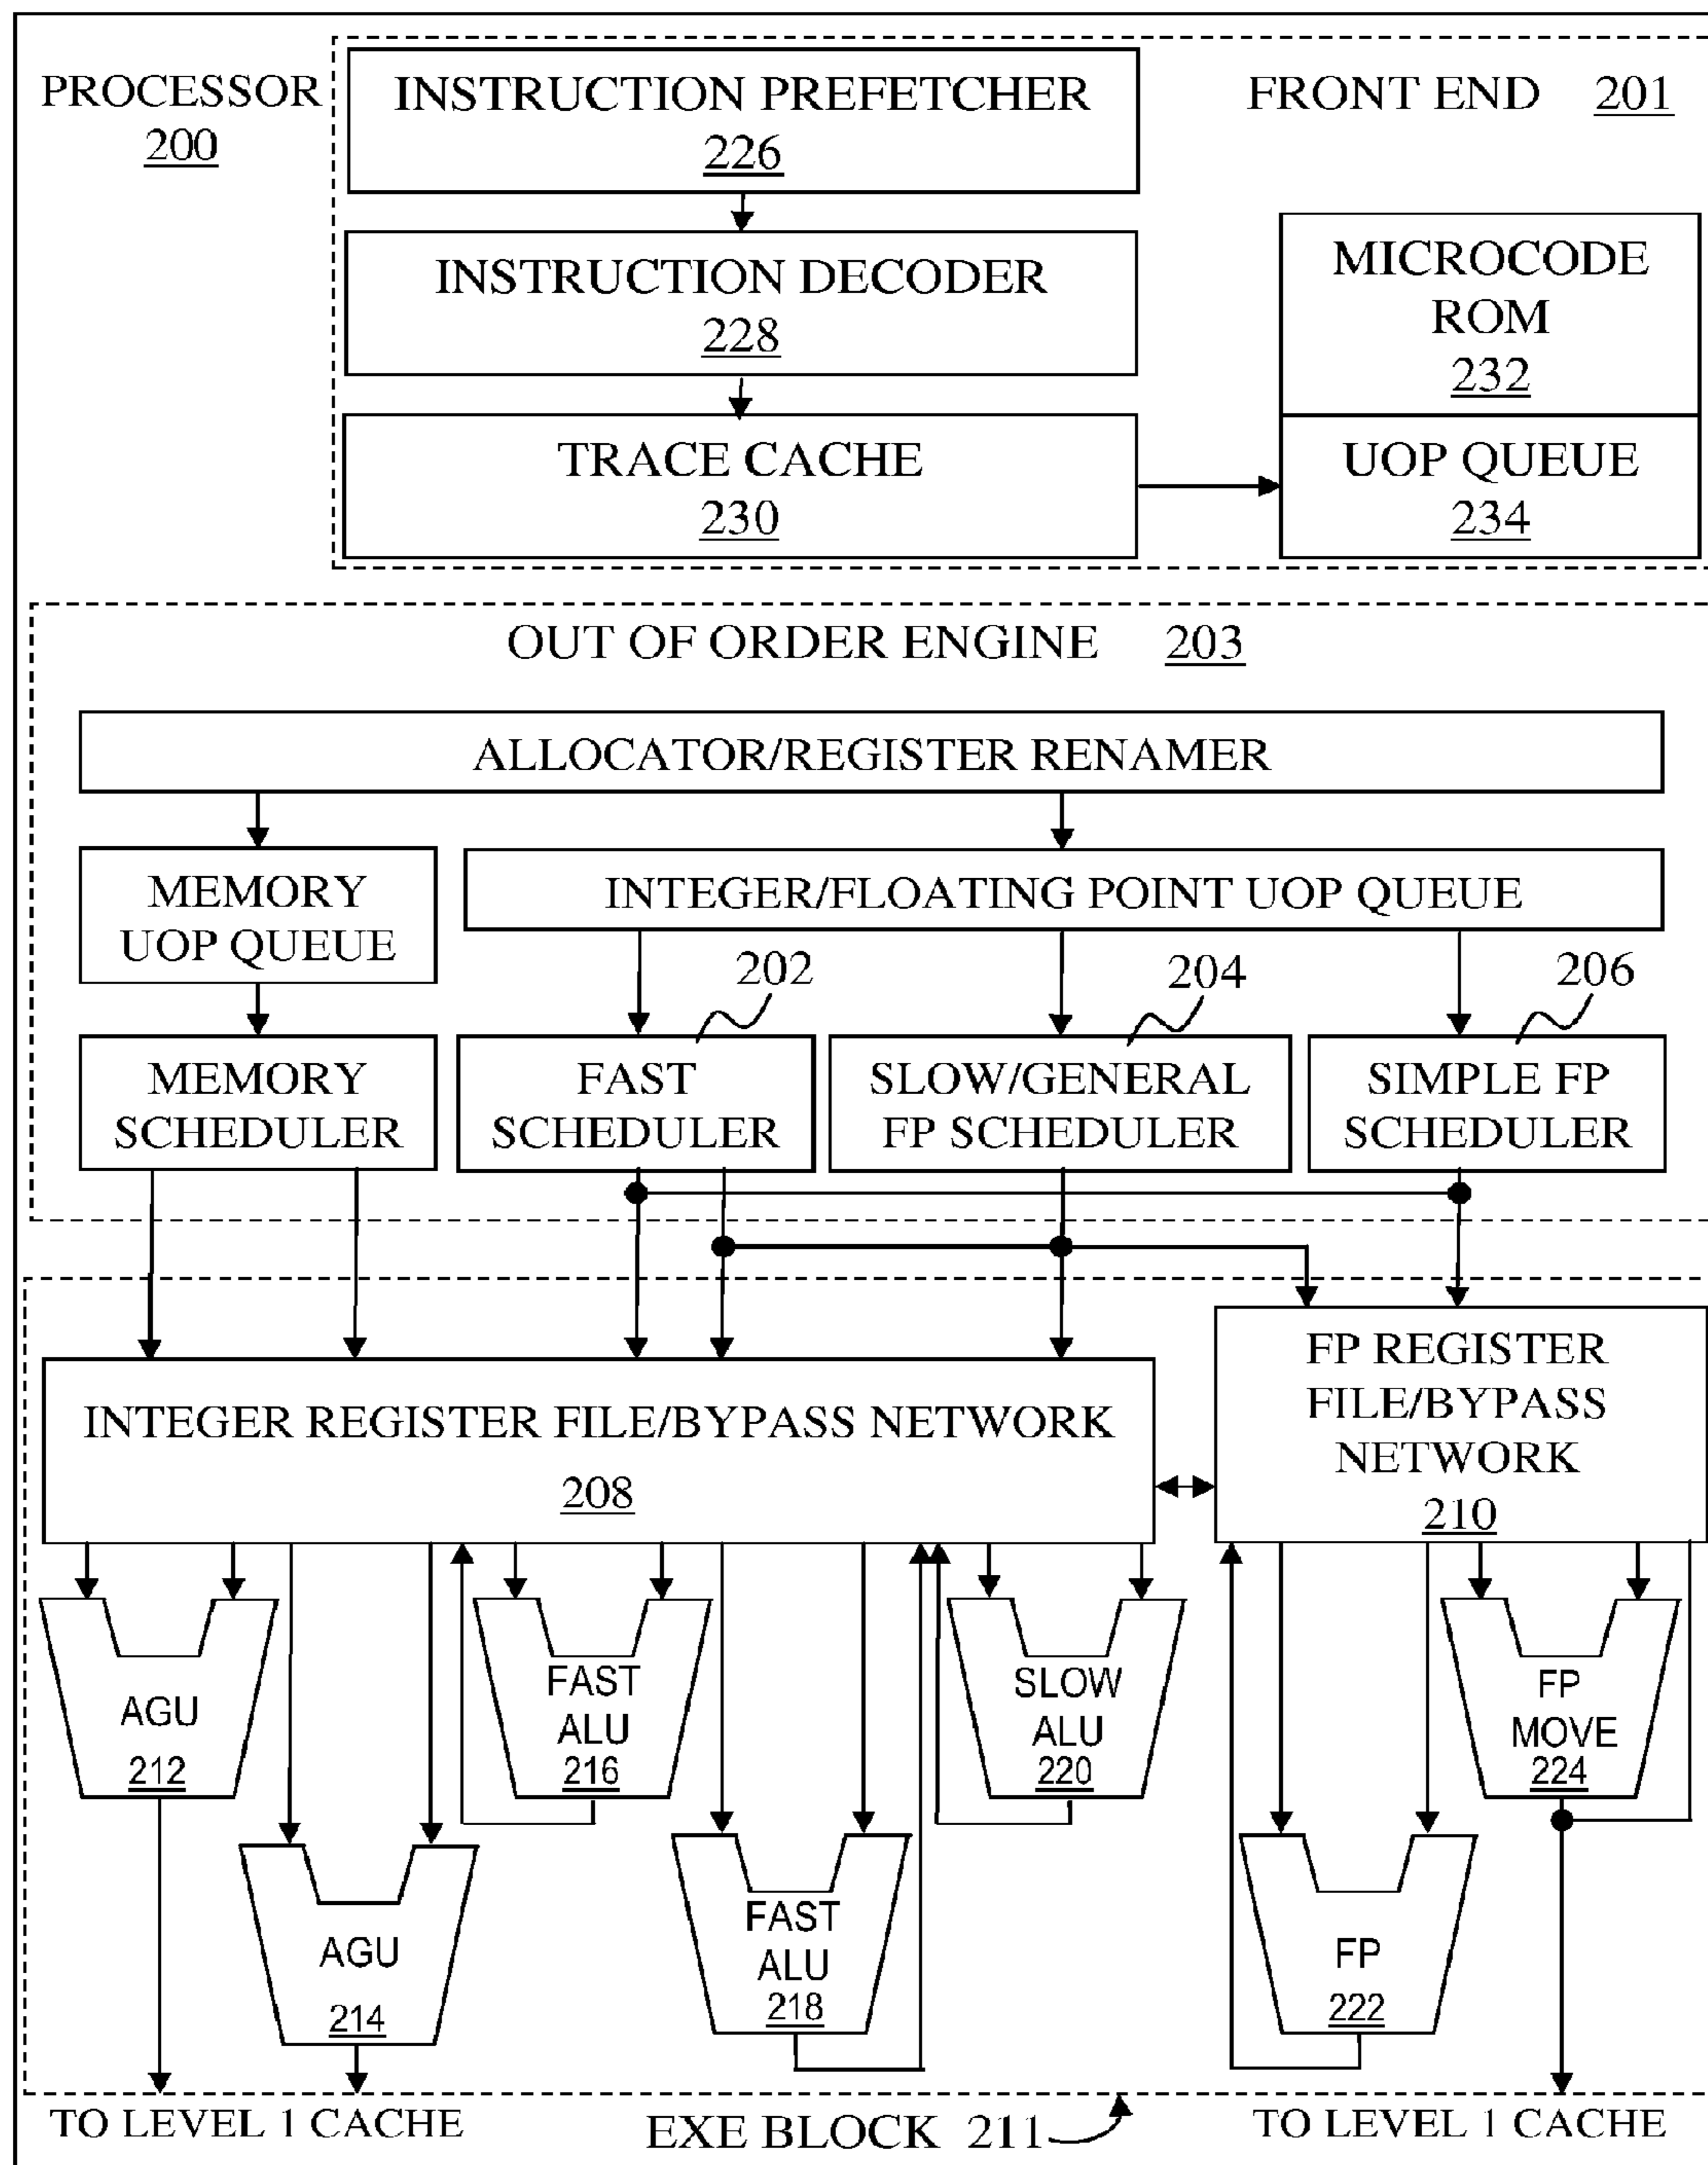 PROCESSOR
200
INSTRUCTION PREFETCHER
226
FRONT END 201
INSTRUCTION DECODER
228
MICROCODE
ROM
232
TRACE CACHE
230
UOP QUEUE
234
OUT OF ORDER ENGINE 203
ALLOCATOR/REGISTER RENAMER
MEMORY
UOP QUEUE
INTEGER/FLOATING POINT UOP QUEUE
202
204
206
MEMORY
SCHEDULER
FAST
SCHEDULER
SLOW/GENERAL
FP SCHEDULER
SIMPLE FP
SCHEDULER
INTEGER REGISTER FILE/BYPASS NETWORK
208
FP REGISTER
FILE/BYPASS
NETWORK
210
AGU
212
FAST
ALU
216
SLOW
ALU
220
FP
MOVE
224
AGU
214
FAST
ALU
218
FP
222
TO LEVEL 1 CACHE
EXE BLOCK 211
TO LEVEL 1 CACHE